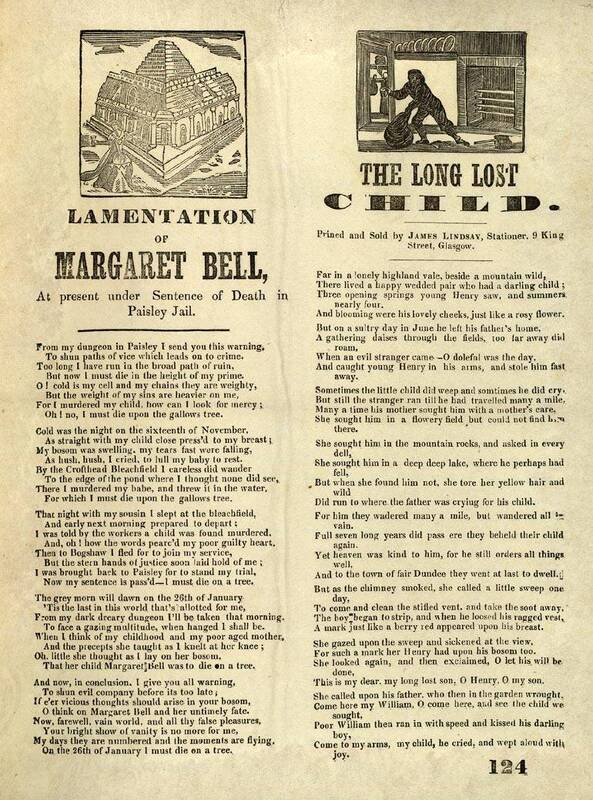 LAMENTATION
OF
MARGARET BELL,
At present under Sentence of Death in
Paisley Jail.
From my dungeon in Paisley I send you this warning,
To shun paths of vice which leads on to crime.
Too long I have run in the broad path of ruin,
But now I must die in the height of my prime.
O! cold is my cell and my chains they are weighty,
But the weight of my sins are heavier on me,
For I murdered my child, how can I look for mercy;
Oh! no, I must die upon the gallows tree.
Cold was the night on the sixteenth of November,
As straight with my child close press'd to my breast;
My bosom was swelling, my tears fast were falling,
As hush, hush, I cried, to lull my baby to rest.
By the Crofthead Bleachfield I careless did wander
To the edge of the pond where I thought none did see,
There I murdered my babe, and threw it in the water,
For which I must die upon the gallows tree.
That night with my sousin I slept at the bleachfield,
And early next morning prepared to depart;
I was told by the workers a child was found murdered.
And, oh! how the words pearc'd my poor guilty heart,
Then to Bogshaw I fled for to join my service,
But the stern hands of justice soon laid hold of me;
I was brought back to Paisley for to stand my trial,
Now my sentence is pass'd—I must die on a tree.
The grey morn will dawn on the 26th of January
'Tis the last in this world that's allotted for me,
From my dark dreary dungeon I'll be taken that morning.
To face a gazing multitude, when hanged I shall be.
When I think of my childhood and my poor aged mother,
And the precepts she taught as I knelt at her knee;
Oh, little she thought as I lay on her bosom,
That her child Margaret Bell was to die on a tree.
And now, in conclusion, I give you all warning,
To shun evil company before its too late;
If e'er vicious thoughts should arise in your bosom,
O think on Margaret Bell and her untimely fate.
Now, farewell, vain world, and all thy false pleasures,
Your bright show of vanity is no more for me,
My days they are numbered and the moments are flying,
On the 26th of January I must die on a tree.
THE LONG LOST
CHILD.
Prined and Sold by JAMES LINDSAY, Stationer, 9 King
Street, Glasgow.
Far in a lonely highland vale, beside a mountain wild,
There lived a happy wedded pair who had a darling child;
Three opening springs young Henry saw, and summers
nearly four.
And blooming were his lovely cheeks, just like a rosy flower.
But on a sultry day in June he left his father's home,
A gathering daises through the fields, too far away did
roam,
When an evil stranger came—O doleful was the day,
And caught young Henry in his arms, and stole him fast
away.
Sometimes the little child did weep and somtimes he did cry,
But still the stranger ran till he had travelled many a mile,
Many a time his mother sought him with a mother's care,
She sought him in a flowery field but could not find him
there.
She sought him in the mountain rocks, and asked in every
dell,
She sought him in a deep deep lake, where he perhaps had
fell,
But when she found him not, she tore her yellow hair and
wild
Did run to where the father was crying for his child.
For him they wadered many a mile, but wandered all in
vain.
Full seven long years did pass ere they beheld their child
again.
Yet heaven was kind to him, for he still orders all things
well.
And to the town of fair Dundee they went at last to dwell.
But as the chimney smoked, she called a little sweep one
day,
To come and clean the stifled vent, and take the soot away,
The boy began to strip, and when he loosed his ragged vest,
A mark just like a berry red appeared upon his breast.
She gazed upon the sweep and sickened at the view,
For such a mark her Henry had upon his bosom too.
She looked again, and then exclaimed, O let his will be
done,
This is my dear, my long lost son, O Henry, O my son.
She called upon his father, who then in the garden wrought,
Come here my William, O come here, and see the child we
sought,
Poor William then ran in with speed and kissed his darling
boy,
Come to my arms, my child, he cried, and wept aloud with
joy.
124